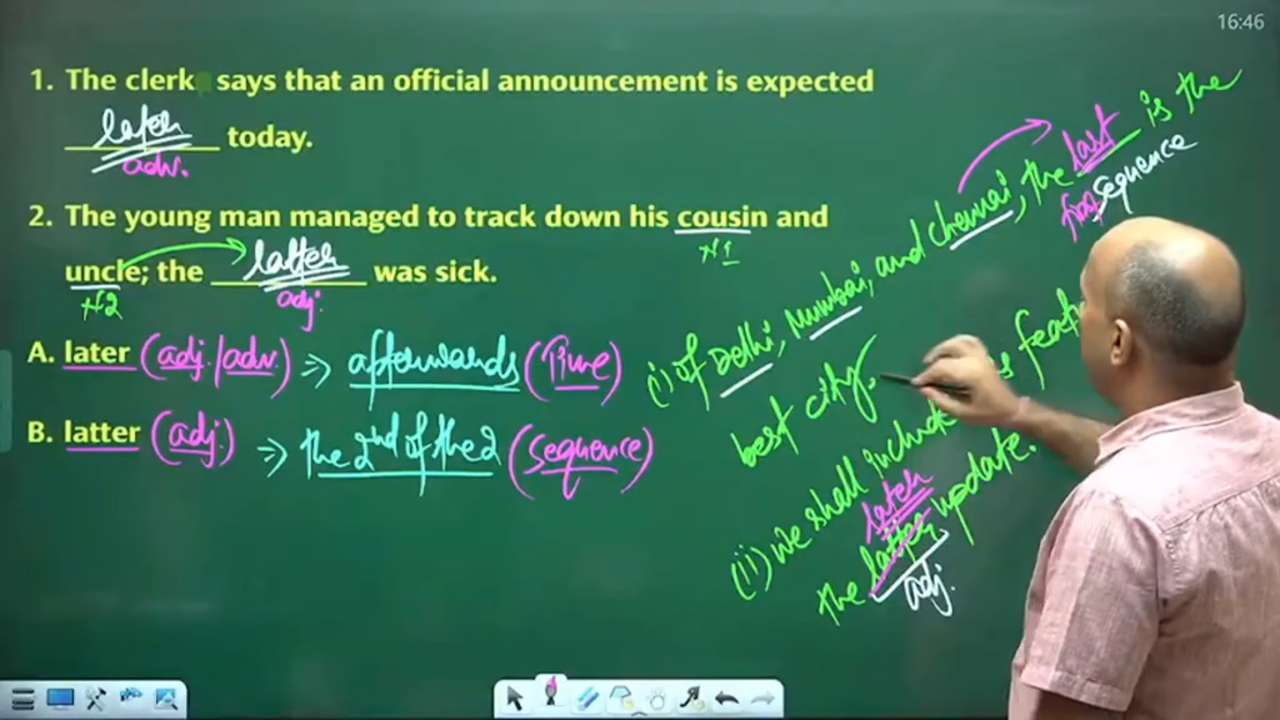 16:46
1. The clerk says that an official announcement is expected
later today.
adv.
2. The young man managed to track down his cousin and
N1
uncle; the latter was sick.
N2 adj.
A. later (adj./adv.) => afterwards (Time)
B. latter (adj.) => the 2nd of the 2 (sequence)
(i) of Delhi, Mumbai, and Chennai, the last is the
sequence
best city.
(ii) we shall include
later
the latter update.
adj.